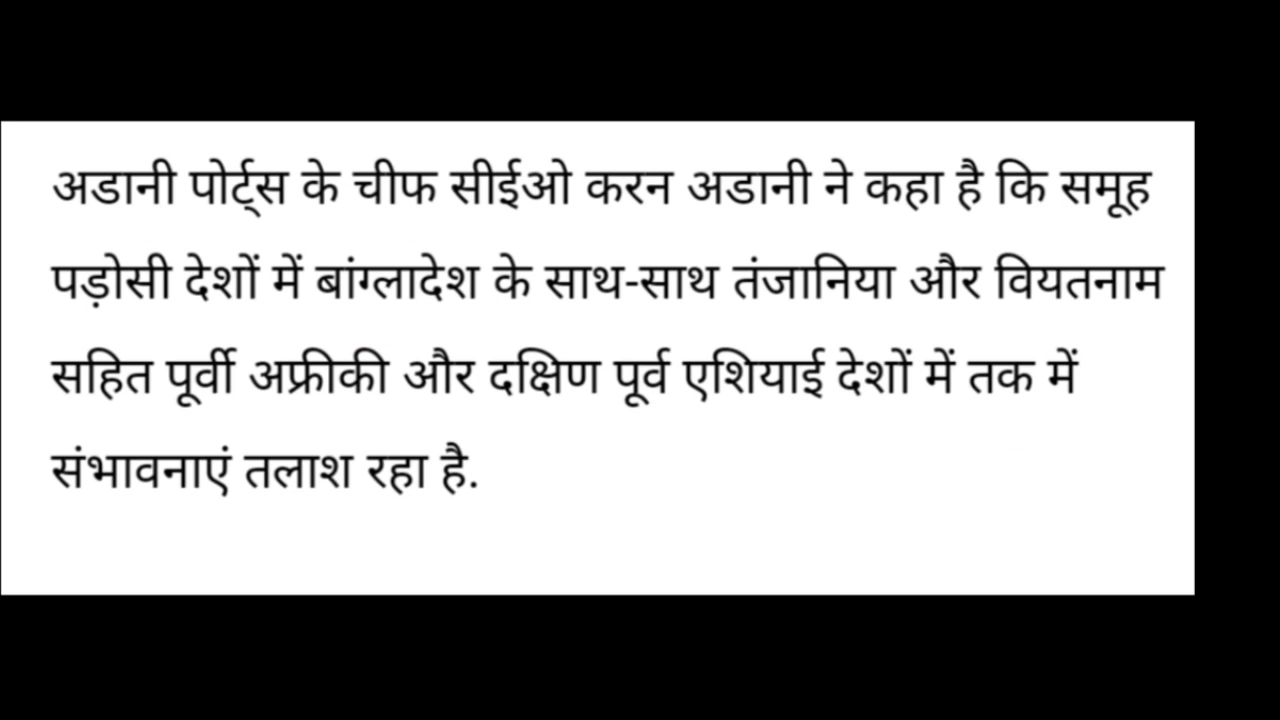 अडानी पोर्ट्स के चीफ सीईओ करन अडानी ने कहा है कि समूह
पड़ोसी देशों में बांग्लादेश के साथ-साथ तंजानिया और वियतनाम
सहित पूर्वी अफ्रीकी और दक्षिण पूर्व एशियाई देशों में तक में
संभावनाएं तलाश रहा है.